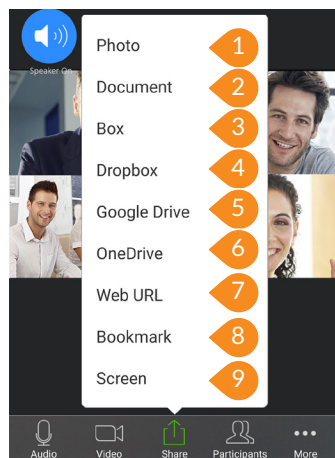 Speaker On
Photo 1
Document 2
Box 3
Dropbox 4
Google Drive 5
OneDrive 6
Web URL 7
Bookmark 8
Screen 9
Audio Video Share Participants More